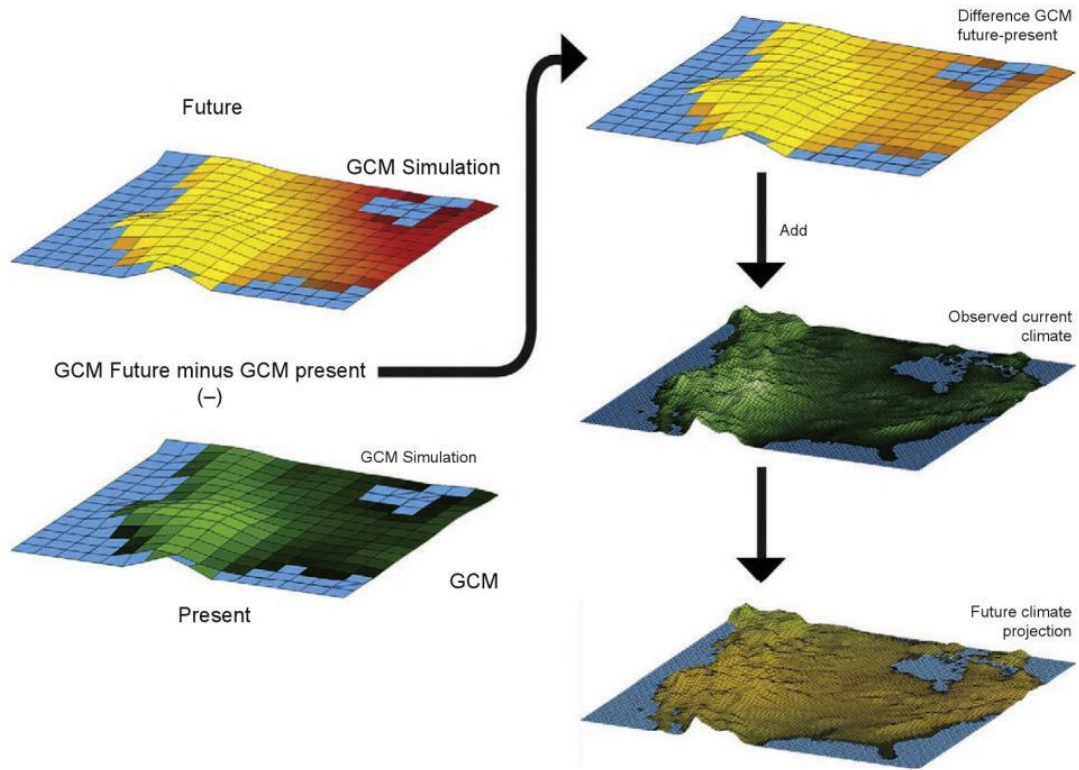 Future
GCM Simulation
GCM Future minus GCM present
(–)
GCM Simulation
GCM
Present
Difference GCM
future-present
Add
Observed current
climate
Future climate
projection